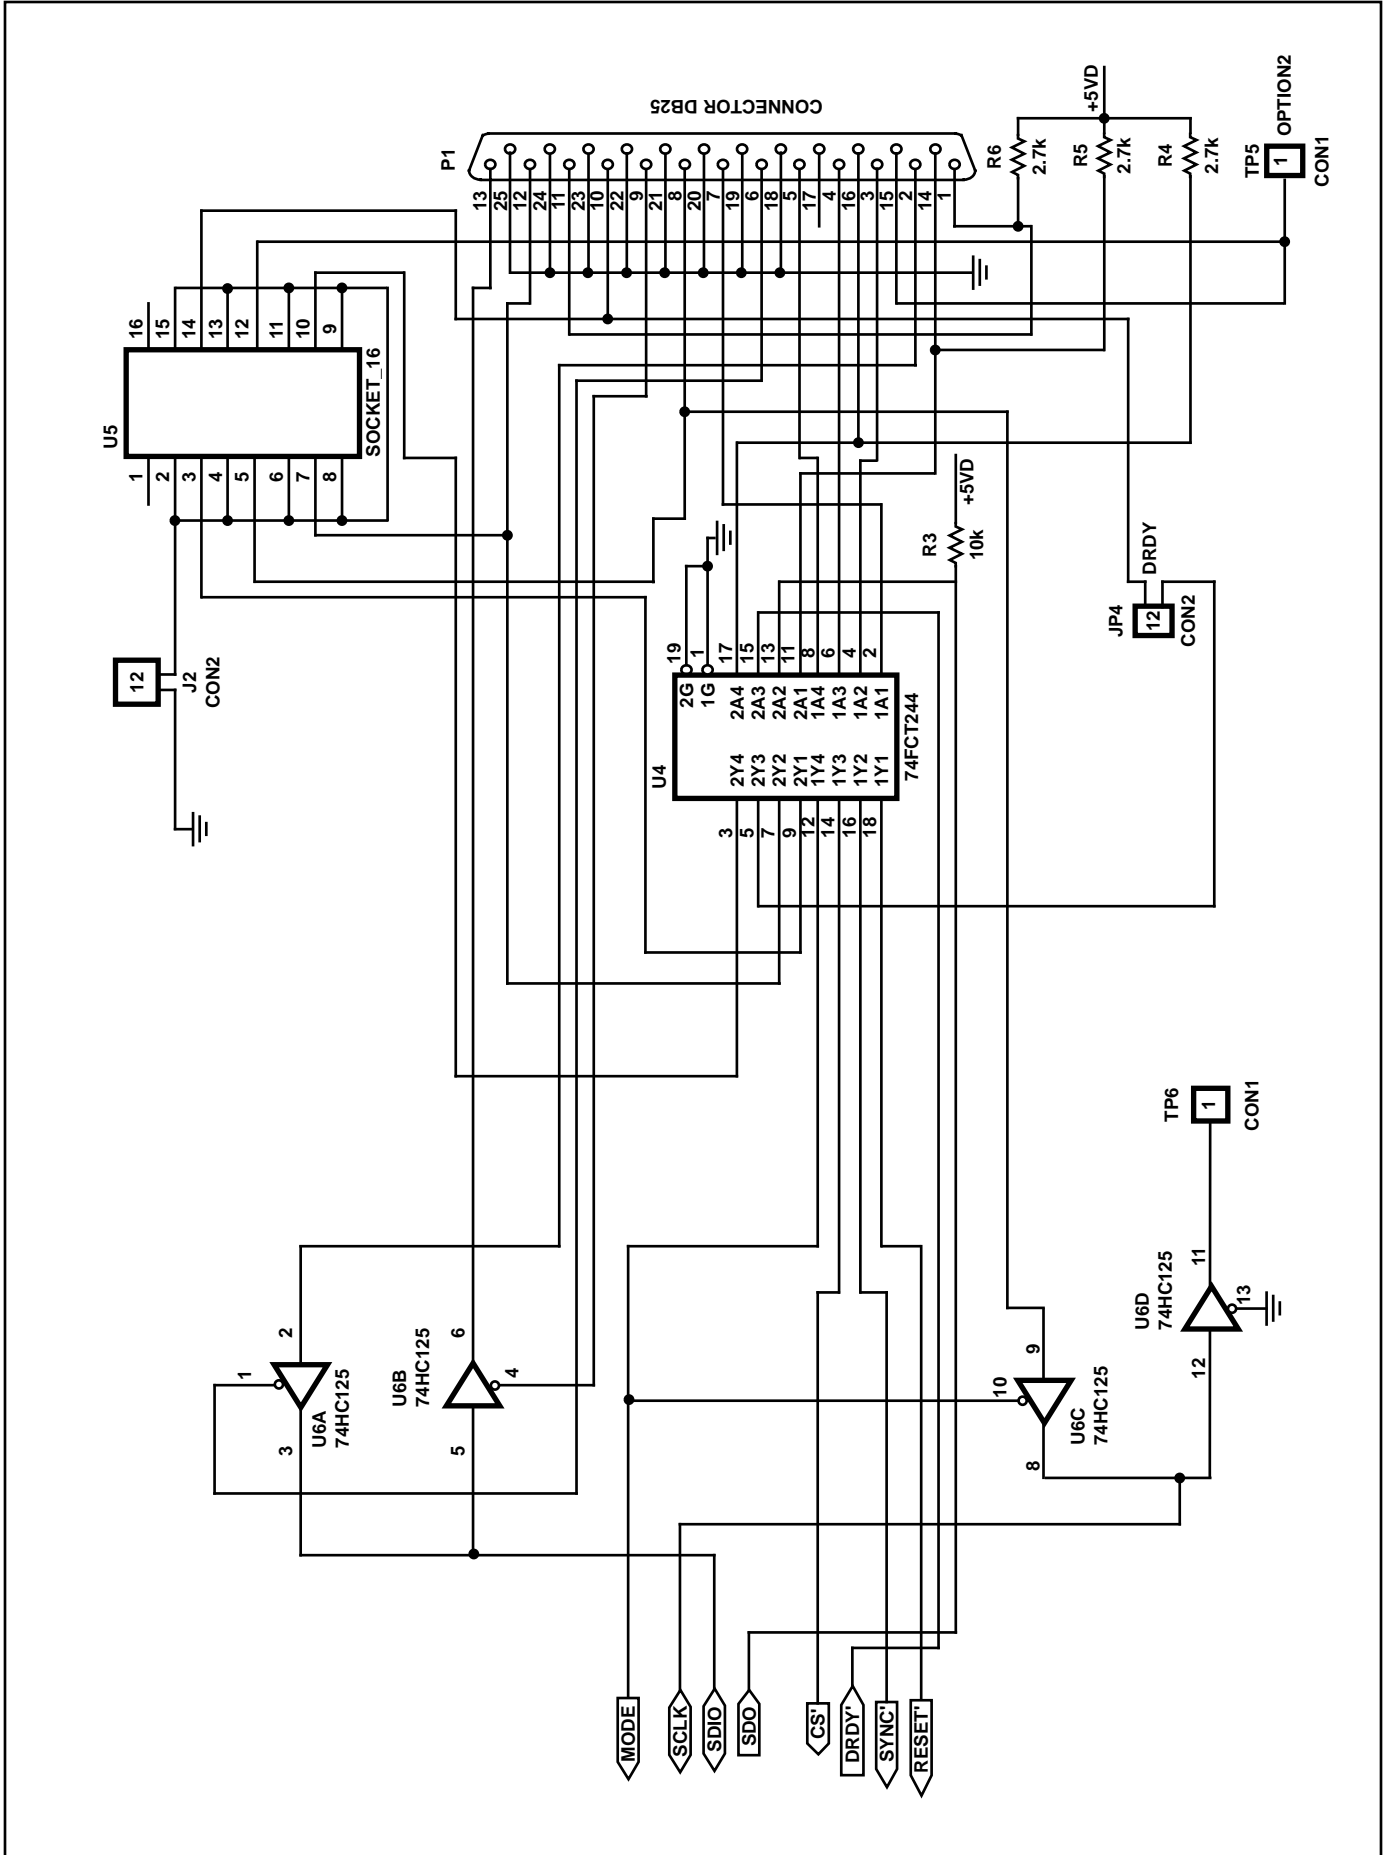 CONNECTOR DB25
P1
13
25
12
24
11
23
10
22
9
21
8
20
7
19
6
18
5
17
4
16
3
15
2
14
1
R6
2.7k
R5
2.7k
R4
2.7k
+5VD
TP5
1
CON1
OPTION2
U5
SOCKET_16
16
15
14
13
12
11
10
9
1
2
3
4
5
6
7
8
12
J2
CON2
R3
10k
+5VD
JP4
12
CON2
DRDY
U4
74FCT244
19
1
17
15
13
11
8
6
4
2
2G
1G
2A4
2A3
2A2
2A1
1A4
1A3
1A2
1A1
2Y4
2Y3
2Y2
2Y1
1Y4
1Y3
1Y2
1Y1
3
5
7
9
12
14
16
18
TP6
1
CON1
2
1
3
U6A
74HC125
U6B
74HC125
6
4
5
9
10
8
U6C
74HC125
U6D
74HC125
11
13
12
MODE
SCLK
SDIO
SDO
CS'
DRDY'
SYNC'
RESET'